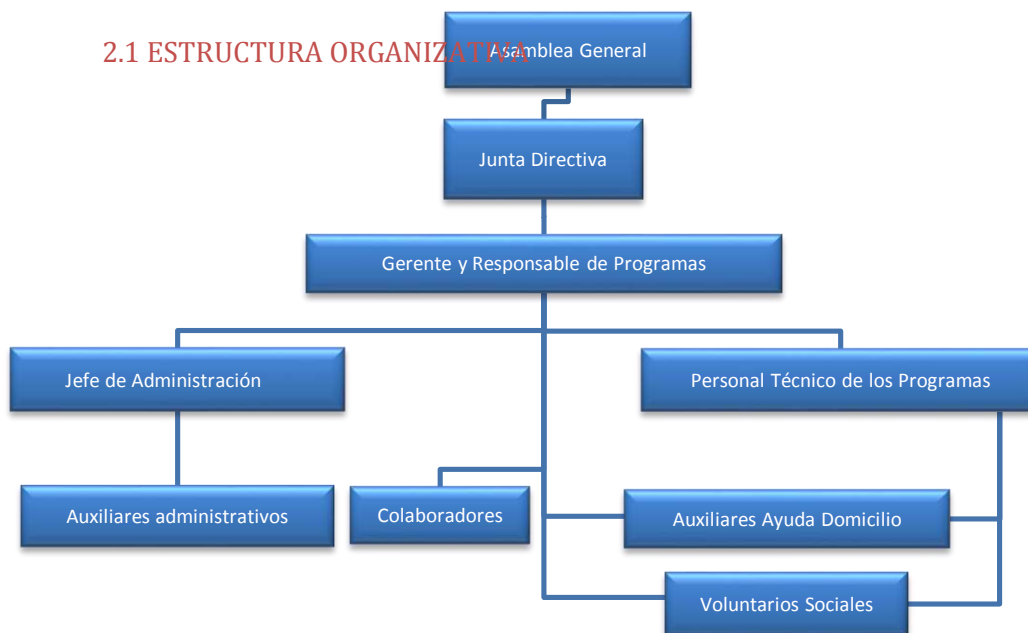 2.1 ESTRUCTURA ORGANIZATIVA
Asamblea General
Junta Directiva
Gerente y Responsable de Programas
Jefe de Administración
Personal Técnico de los Programas
Auxiliares administrativos
Colaboradores
Auxiliares Ayuda Domicilio
Voluntarios Sociales